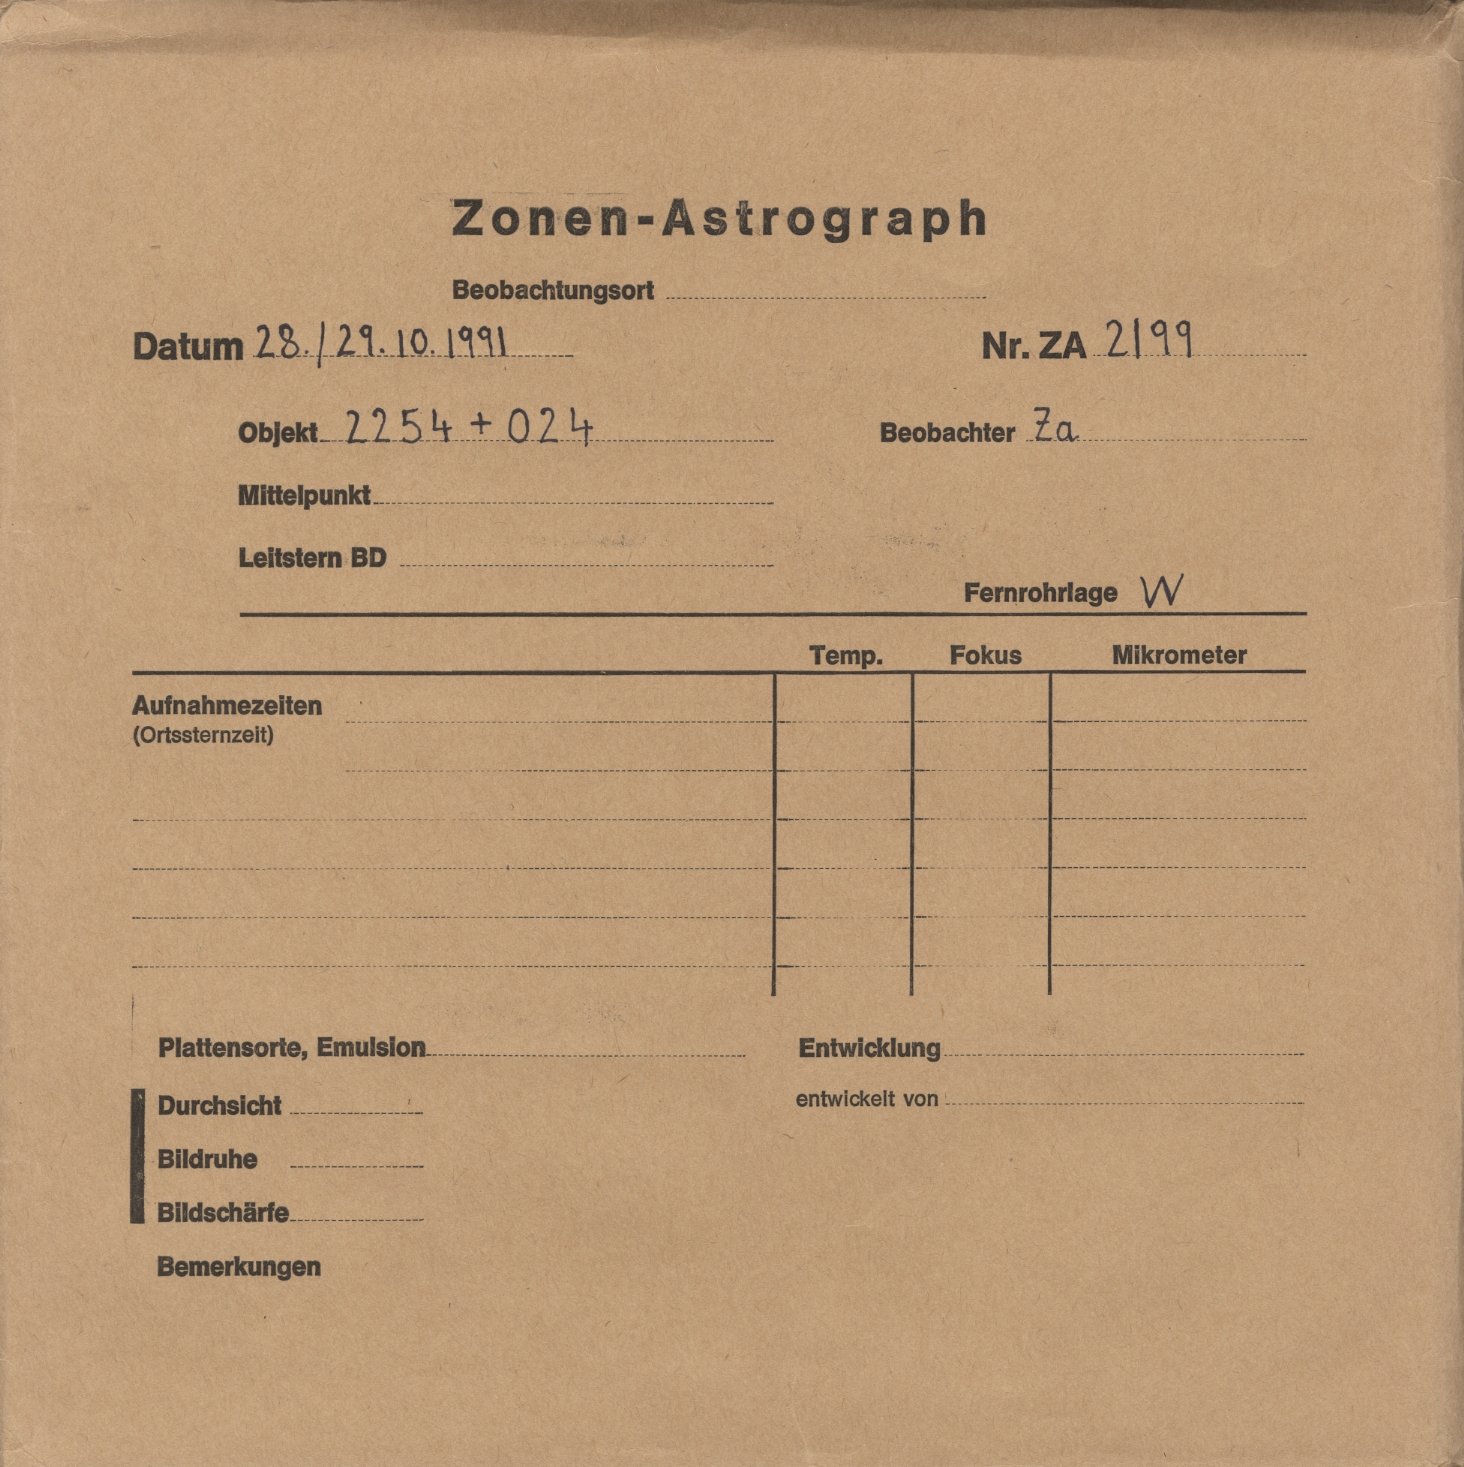 Zonen-Astrograph
Beobachtungsort
Datum 28./29.10.1991 Nr. ZA 2199
Objekt 2254 + 024 Beobachter Za
Mittelpunkt
Leitstern BD
Fernrohrlage W
Temp. Fokus Mikrometer
Aufnahmezeiten
(Ortssternzeit)
Plattensorte, Emulsion Entwicklung
Durchsicht entwickelt von
Bildruhe
Bildschärfe
Bemerkungen